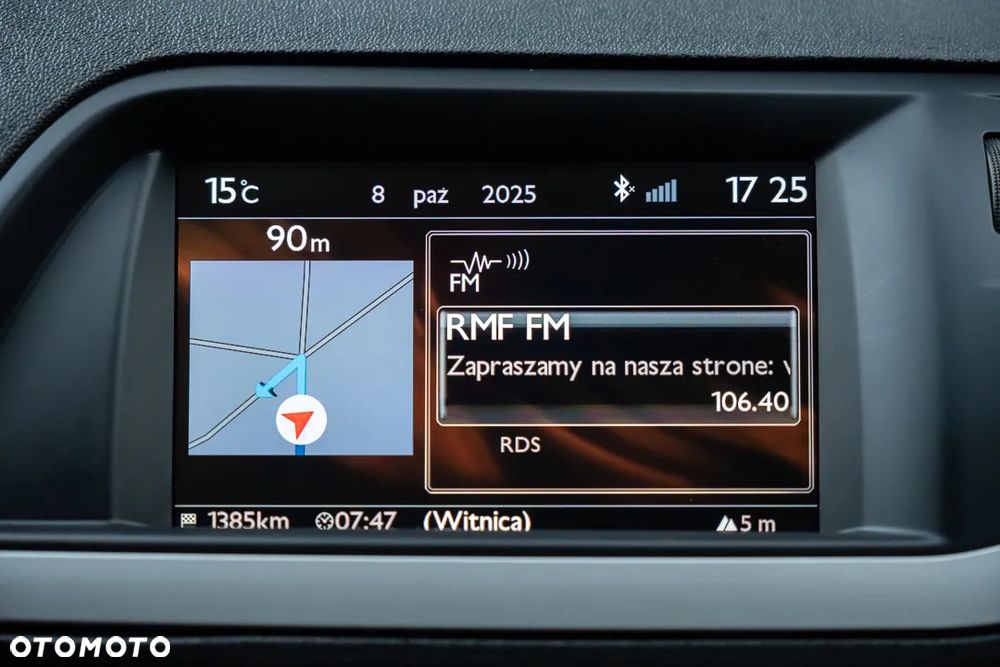 15°C 8 paź 2025 17 25
90m
FM
RMF FM
Zapraszamy na nasza strone:
106.40
RDS
1385km 07:47 (Witnica) 5 m
OTOMOTO